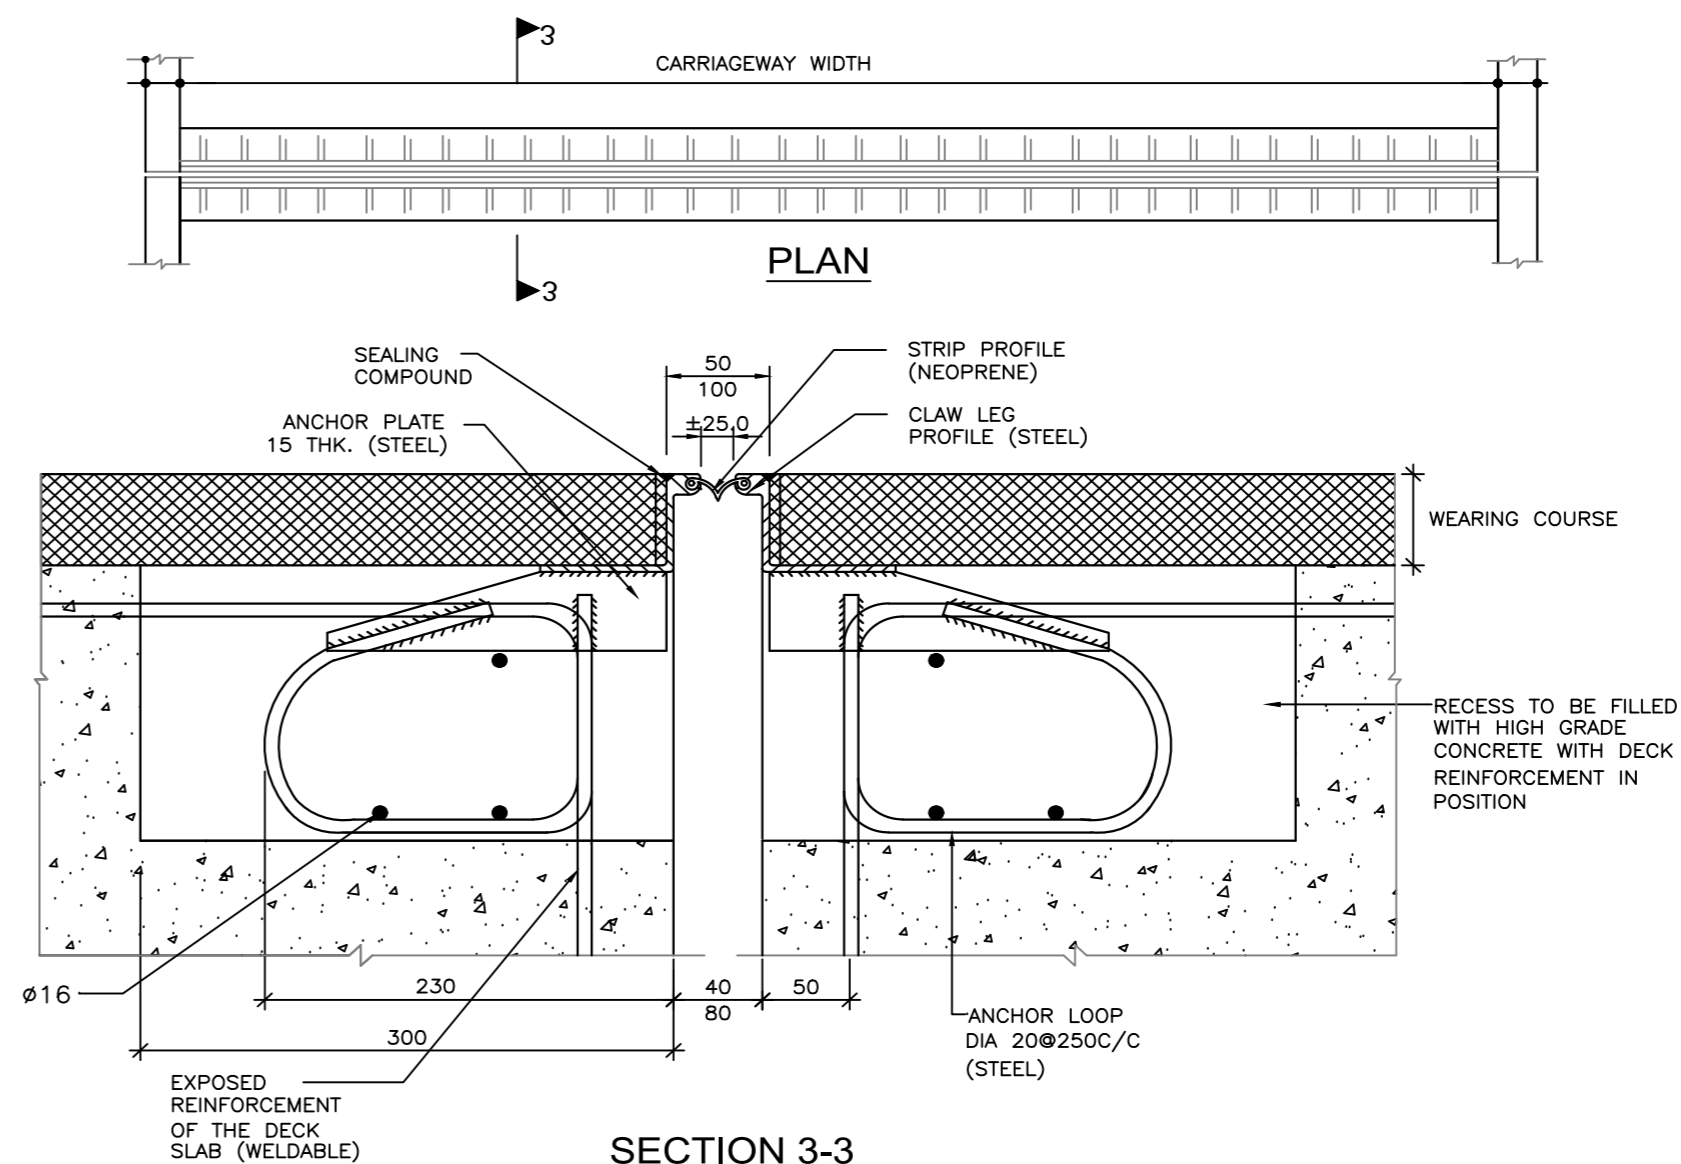 3
CARRIAGEWAY WIDTH
3
PLAN
SEALING
COMPOUND
ANCHOR PLATE
15 THK. (STEEL)
50
100
±25,0
STRIP PROFILE
(NEOPRENE)
CLAW LEG
PROFILE (STEEL)
WEARING COURSE
RECESS TO BE FILLED
WITH HIGH GRADE
CONCRETE WITH DECK
REINFORCEMENT IN
POSITION
ø16
230
40
80
50
300
ANCHOR LOOP
DIA 20@250C/C
(STEEL)
EXPOSED
REINFORCEMENT
OF THE DECK
SLAB (WELDABLE)
SECTION 3-3